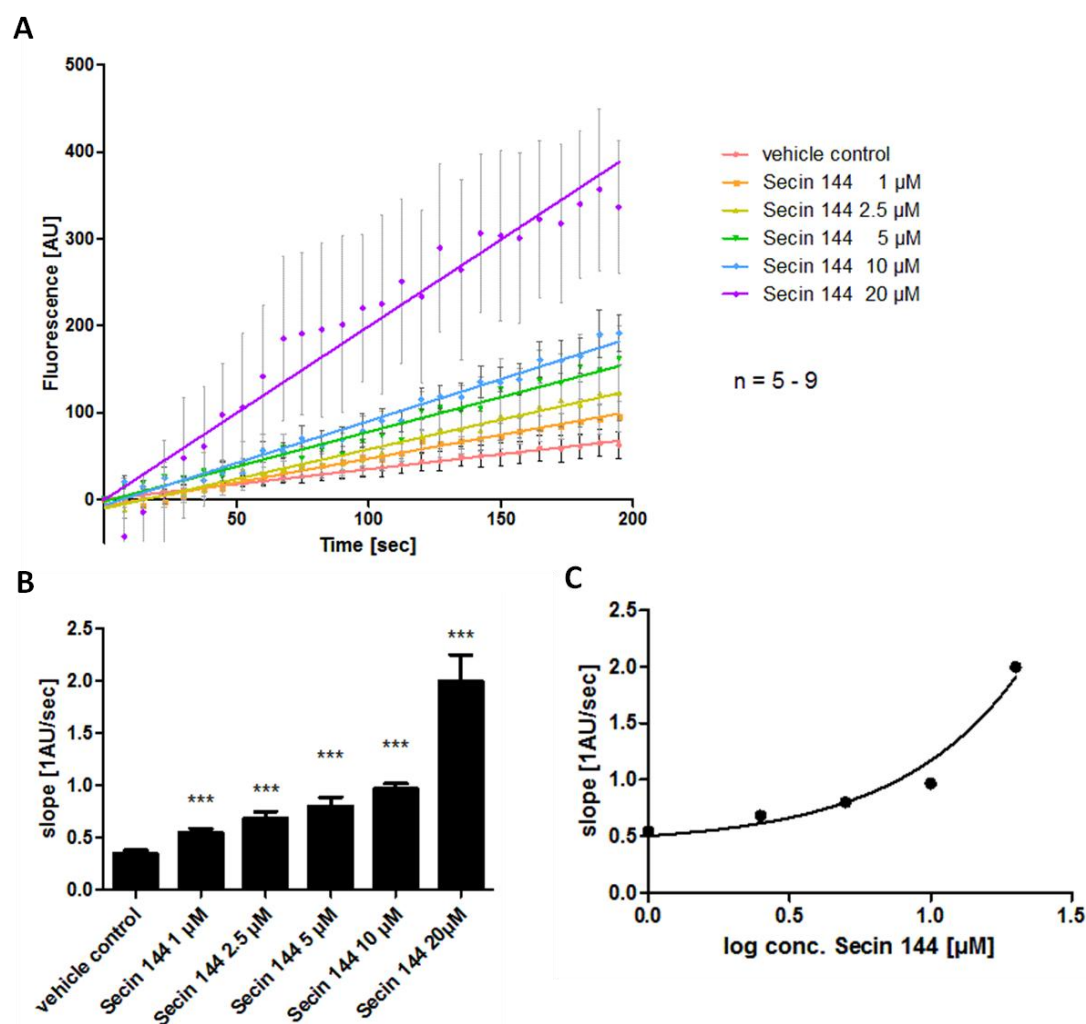 A
500
400
300
200
100
0
50
100
150
200
Fluorescence [AU]
Time [sec]
vehicle control
Secin 144 1 µM
Secin 144 2.5 µM
Secin 144 5 µM
Secin 144 10 µM
Secin 144 20 µM
n = 5 - 9
B
2.5
2.0
1.5
1.0
0.5
0.0
slope [1AU/sec]
***
***
***
***
***
vehicle control
Secin 144 1 µM
Secin 144 2.5 µM
Secin 144 5 µM
Secin 144 10 µM
Secin 144 20µM
C
2.5
2.0
1.5
1.0
0.5
0.0
slope [1AU/sec]
0.0
0.5
1.0
1.5
log conc. Secin 144 [µM]